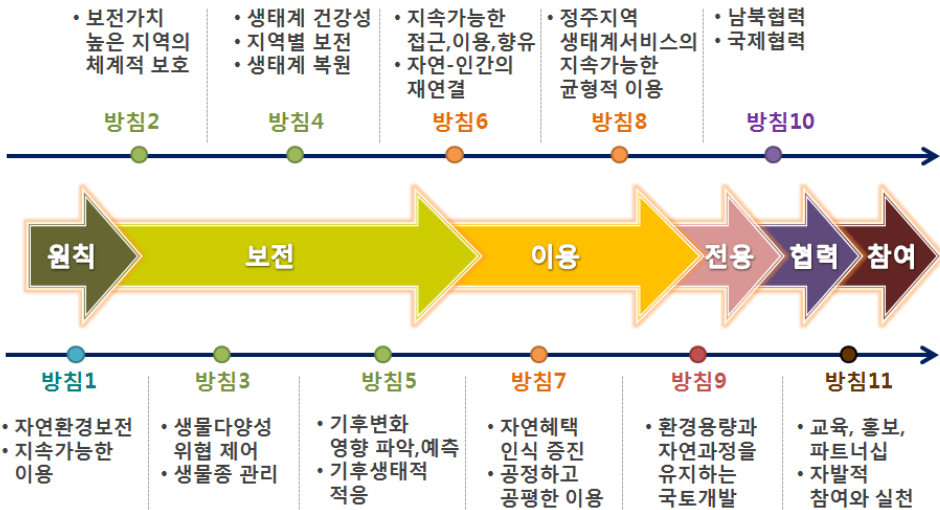 • 보전가치
높은 지역의
체계적 보호
• 생태계 건강성
• 지역별 보전
• 생태계 복원
• 지속가능한
접근,이용,향유
• 자연-인간의
재연결
• 정주지역
생태계서비스의
지속가능한
균형적 이용
• 남북협력
• 국제협력
방침2
방침4
방침6
방침8
방침10
원칙
보전
이용
전용
협력
참여
방침1
방침3
방침5
방침7
방침9
방침11
• 자연환경보전
• 지속가능한
이용
• 생물다양성
위협 제어
• 생물종 관리
• 기후변화
영향 파악,예측
• 기후생태적
적응
• 자연혜택
인식 증진
• 공정하고
공평한 이용
• 환경용량과
자연과정을
유지하는
국토개발
• 교육, 홍보,
파트너십
• 자발적
참여와 실천